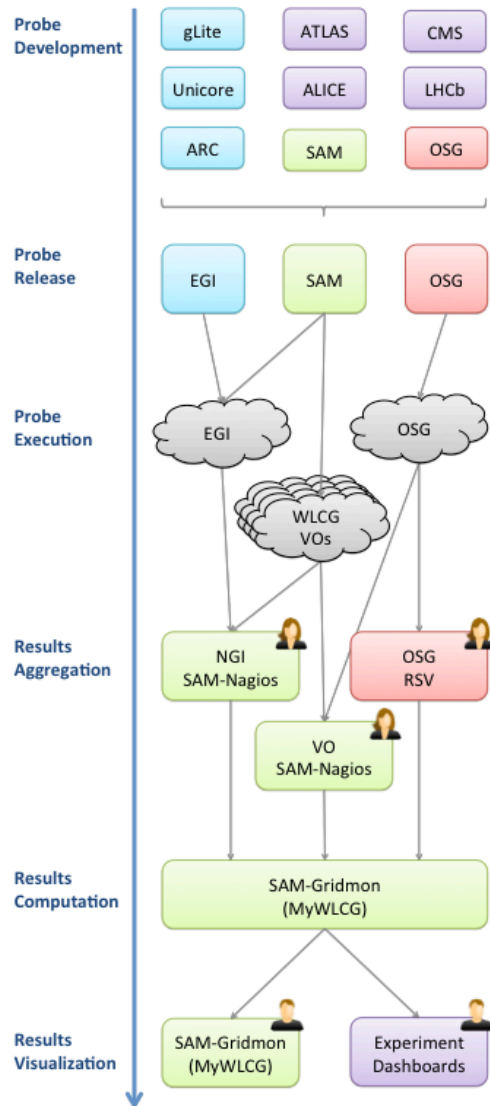 Probe
Development
gLite
ATLAS
CMS
Unicore
ALICE
LHCb
ARC
SAM
OSG
Probe
Release
EGI
SAM
OSG
Probe
Execution
EGI
OSG
WLCG
VOs
Results
Aggregation
NGI
SAM-Nagios
OSG
RSV
VO
SAM-Nagios
Results
Computation
SAM-Gridmon
(MyWLCG)
Results
Visualization
SAM-Gridmon
(MyWLCG)
Experiment
Dashboards